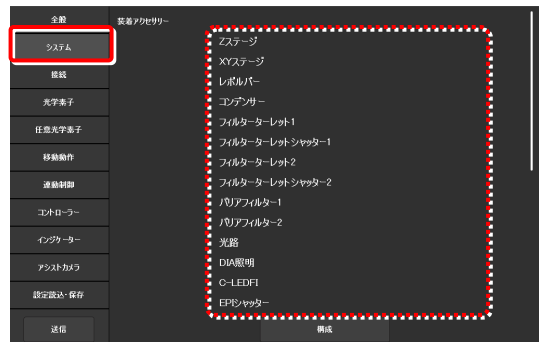 全般
システム
接続
光学素子
任意光学素子
移動動作
連動制御
コントローラー
インジケーター
アシストカメラ
設定読込・保存
送信
装着アクセサリー
Zステージ
XYステージ
レボルバー
コンデンサー
フィルターターレット1
フィルターターレットシャッター1
フィルターターレット2
フィルターターレットシャッター2
バリアフィルター1
バリアフィルター2
光路
DIA照明
C-LEDFI
EPIシャッター
構成